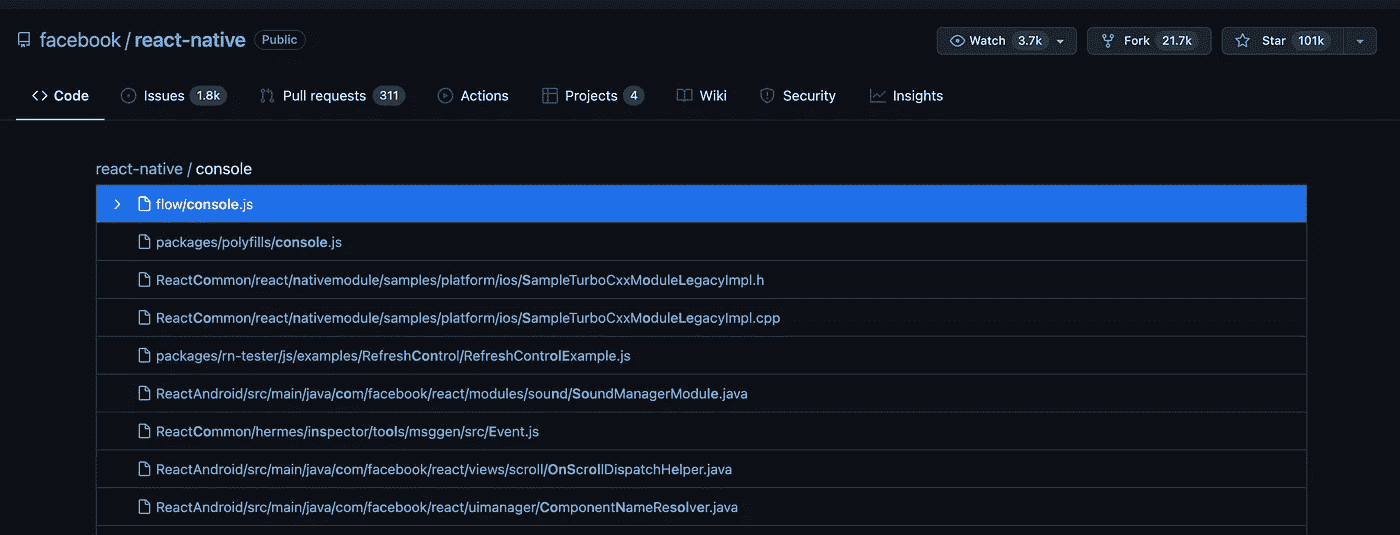 facebook / react-native Public Watch 3.7k Fork 21.7k Star 101k
Code Issues 1.8k Pull requests 311 Actions Projects 4 Wiki Security Insights
react-native / console
flow/console.js
packages/polyfills/console.js
ReactCommon/react/nativemodule/samples/platform/ios/SampleTurboCxxModuleLegacyImpl.h
ReactCommon/react/nativemodule/samples/platform/ios/SampleTurboCxxModuleLegacyImpl.cpp
packages/rn-tester/js/examples/RefreshControl/RefreshControlExample.js
ReactAndroid/src/main/java/com/facebook/react/modules/sound/SoundManagerModule.java
ReactCommon/hermes/inspector/tools/msggen/src/Event.js
ReactAndroid/src/main/java/com/facebook/react/views/scroll/OnScrollDispatchHelper.java
ReactAndroid/src/main/java/com/facebook/react/uimanager/ComponentNameResolver.java